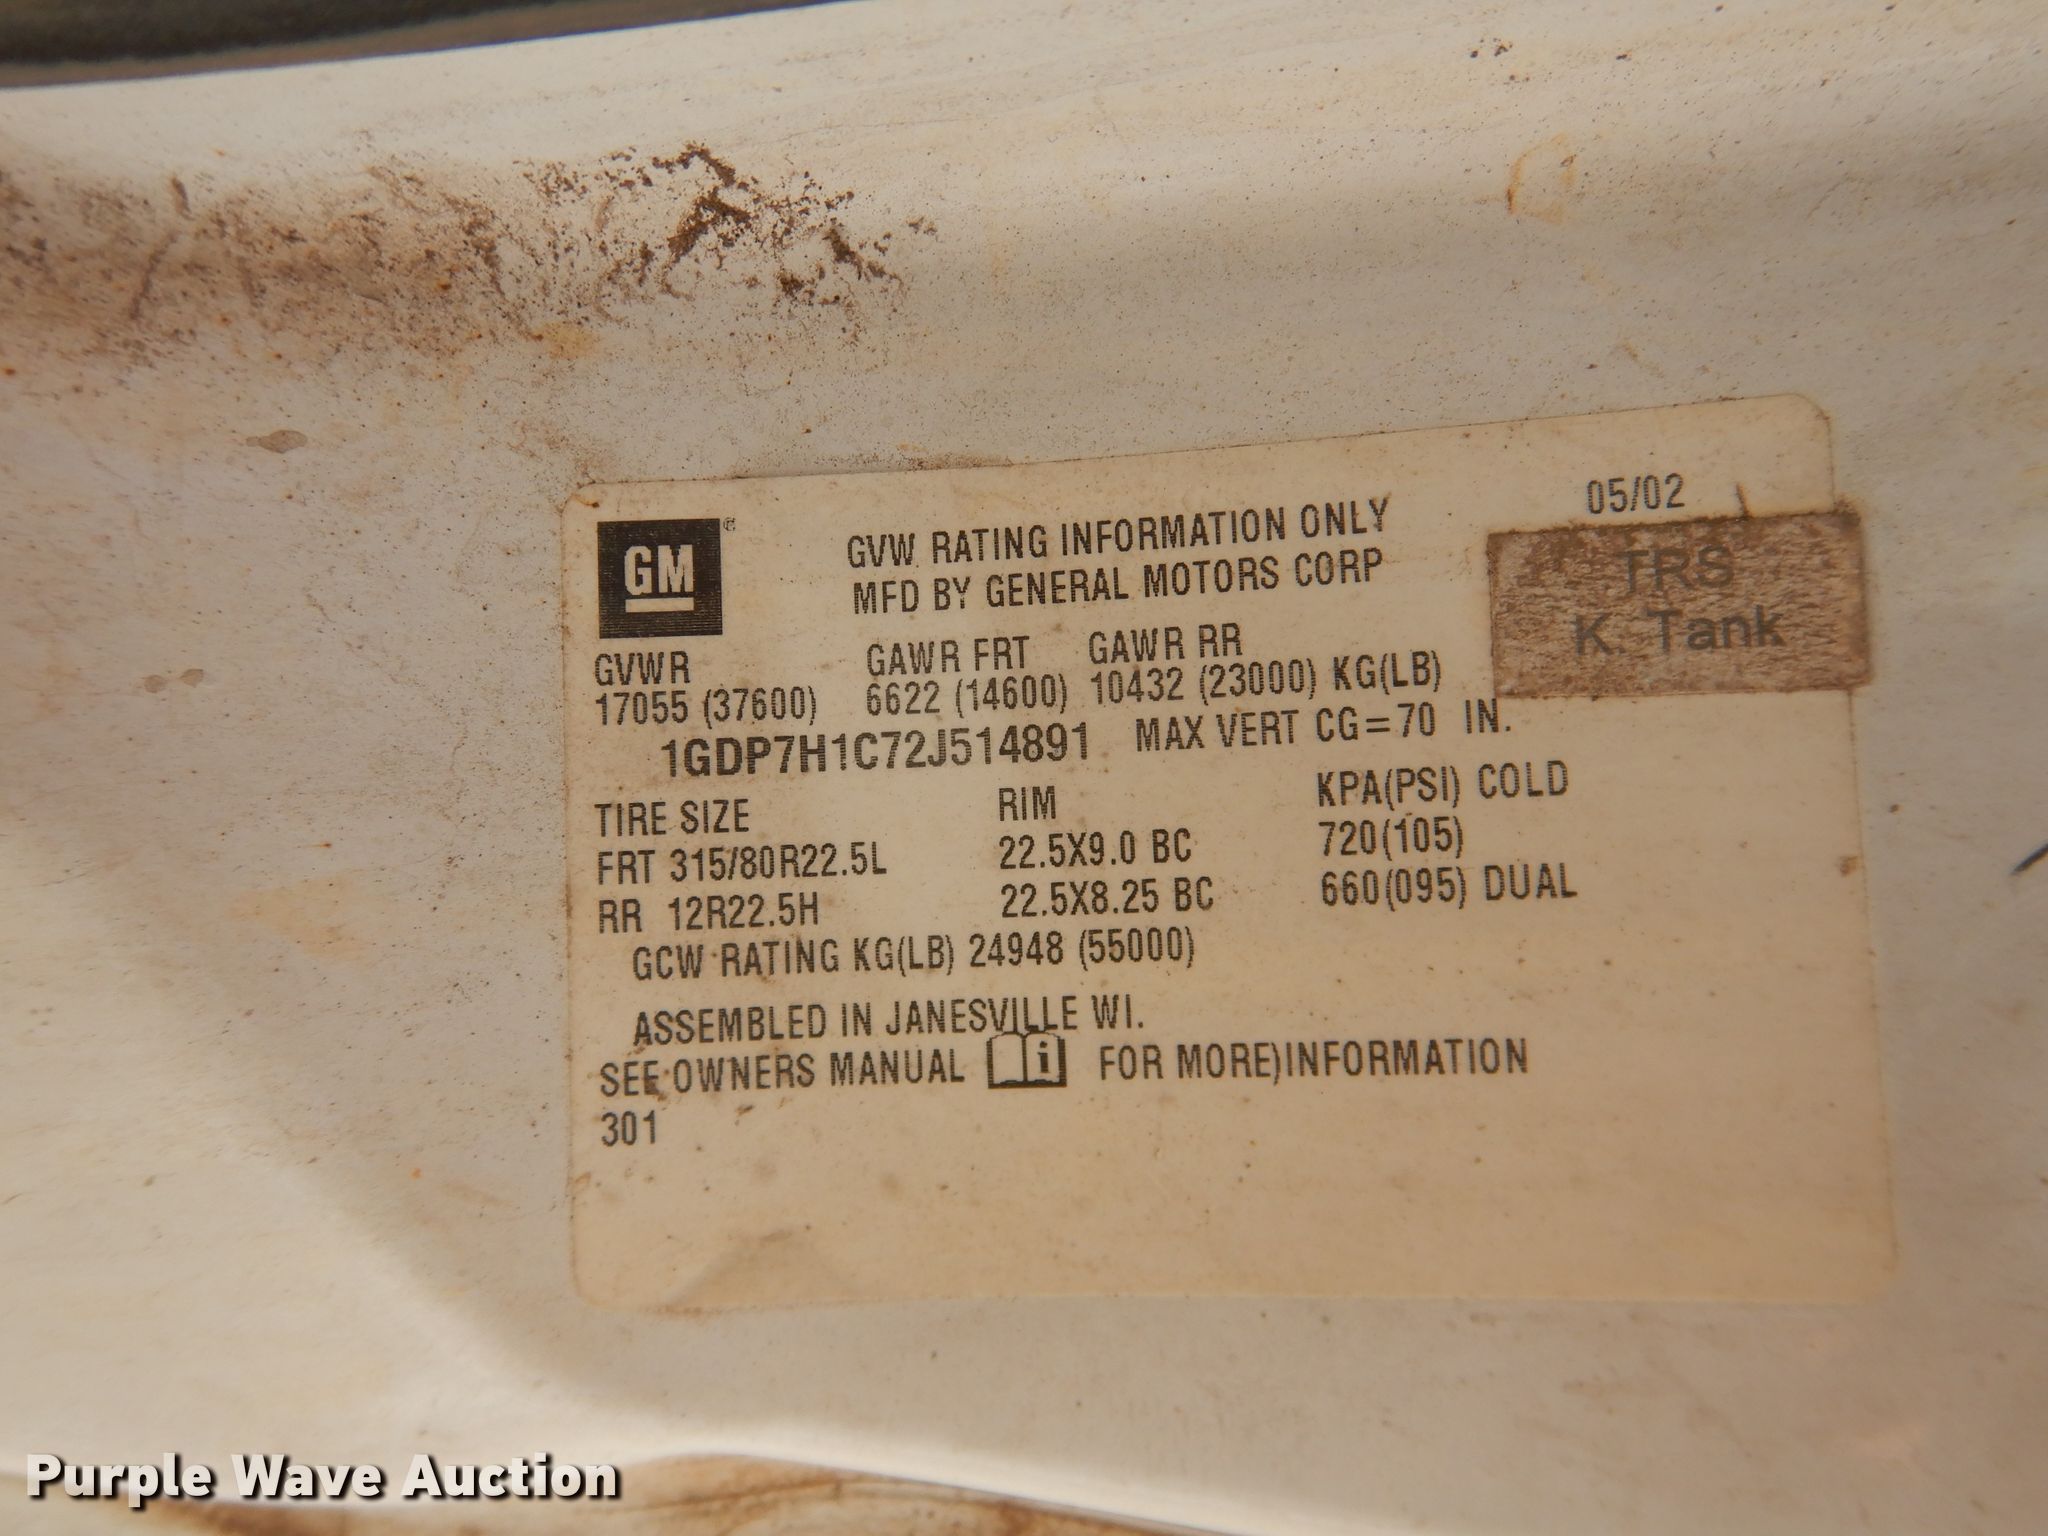 05/02
GM®
GVW RATING INFORMATION ONLY
MFD BY GENERAL MOTORS CORP
TRS
K. Tank
GVWR GAWR FRT GAWR RR
17055 (37600) 6622 (14600) 10432 (23000) KG(LB)
1GDP7H1C72J514891 MAX VERT CG=70 IN.
TIRE SIZE RIM KPA(PSI) COLD
FRT 315/80R22.5L 22.5X9.0 BC 720(105)
RR 12R22.5H 22.5X8.25 BC 660(095) DUAL
GCW RATING KG(LB) 24948 (55000)
ASSEMBLED IN JANESVILLE WI.
SEE OWNERS MANUAL i FOR MORE)INFORMATION
301
Purple Wave Auction